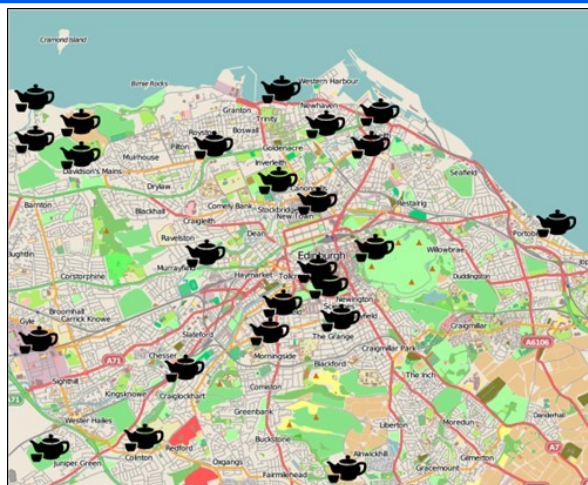 Cramond Island
Birnie Rocks
Western Harbour
Granton
Newhaven
Trinity
Royston
Boswall
Pilton
Goldenacre
Muirhouse
Inverleith
Davidson's Mains
Drylaw
Seafield
Barnton
Blackhall
Comely Bank
Stockbridge
New Town
Restalrig
Craigleith
Ravelston
Dean
Edinburgh
Willowbrae
Murrayfield
Corstorphine
Haymarket
Duddingston
Newington
Broomhall
Carrick Knowe
Gyle
Slateford
The Grange
Craigmillar
A71
Chesser
Morningside
Craigmillar Park
A6106
Blackford
Sighthill
Kingsknowe
Craiglockhart
Comiston
The Inch
A71
Wester Hailes
Greenbank
Danderhall
Liberton
Moredun
Colinton
Redford
Buckstone
A7
Juniper Green
Oxgangs
Fairmilehead
Alnwickhill
Gracemount
Gilmerton